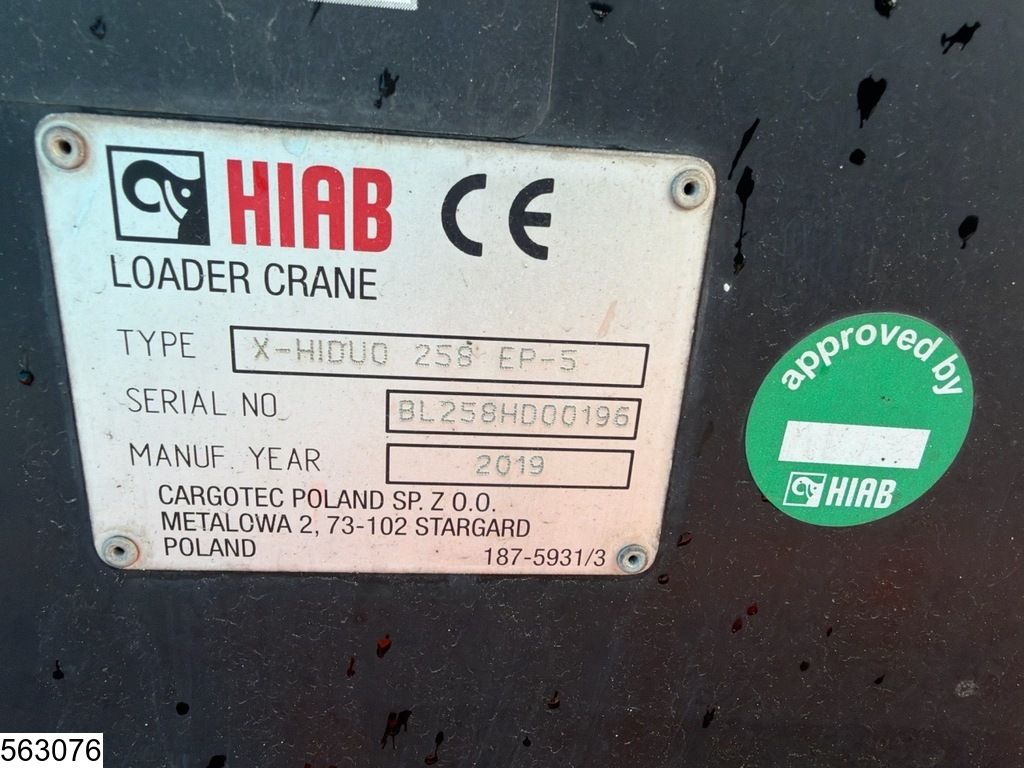 HIAB CE
LOADER CRANE
TYPE X-HIDUO 258 EP-5
SERIAL NO BL258HD00196
MANUF. YEAR 2019
CARGOTEC POLAND SP. Z O.O.
METALOWA 2, 73-102 STARGARD
POLAND 187-5931/3
approved by
HIAB
563076